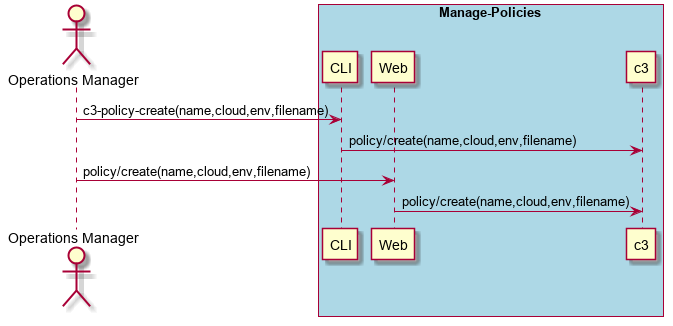 Manage-Policies
Operations Manager
CLI
Web
c3
c3-policy-create(name,cloud,env,filename)
policy/create(name,cloud,env,filename)
policy/create(name,cloud,env,filename)
policy/create(name,cloud,env,filename)
Operations Manager
CLI
Web
c3